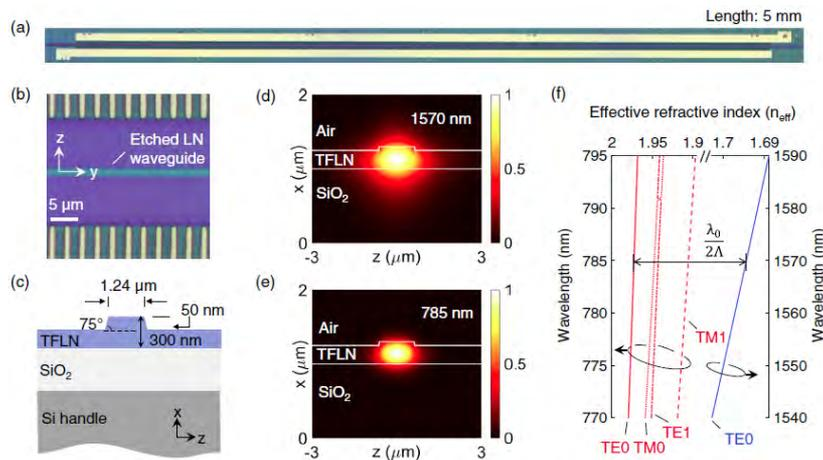 Length: 5 mm
(a)
(b)
z
y
Etched LN
waveguide
5 μm
(c)
1.24 μm
50 nm
75°
300 nm
TFLN
SiO2
Si handle
x
z
(d)
1570 nm
Air
TFLN
SiO2
x (μm)
2
0
-3
3
z (μm)
1
0.5
0
(e)
785 nm
Air
TFLN
SiO2
x (μm)
2
0
-3
3
z (μm)
1
0.5
0
(f)
Effective refractive index (neff)
2 1.95 1.9 // 1.7 1.69
795
790
785
780
775
770
Wavelength (nm)
1590
1580
1570
1560
1550
1540
Wavelength (nm)
λ0
2Λ
TM1
TE0 TM0 TE1
TE0